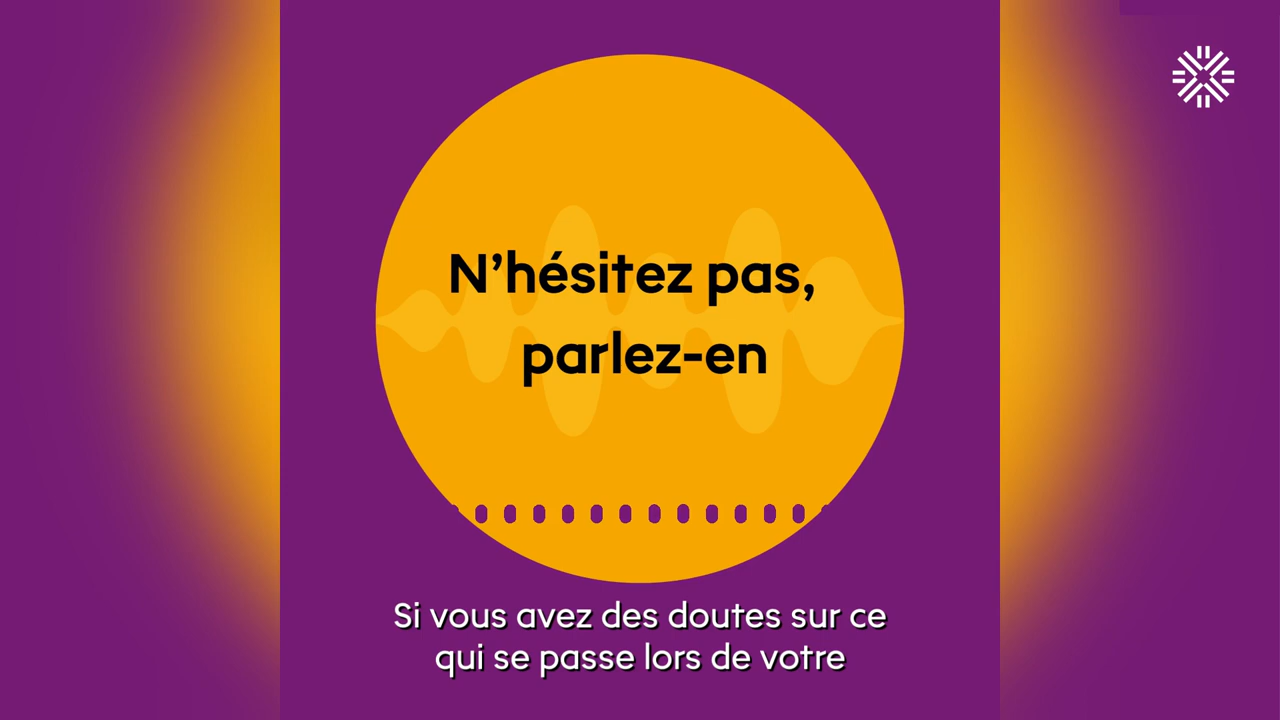 N’hésitez pas,
parlez-en
Si vous avez des doutes sur ce
qui se passe lors de votre